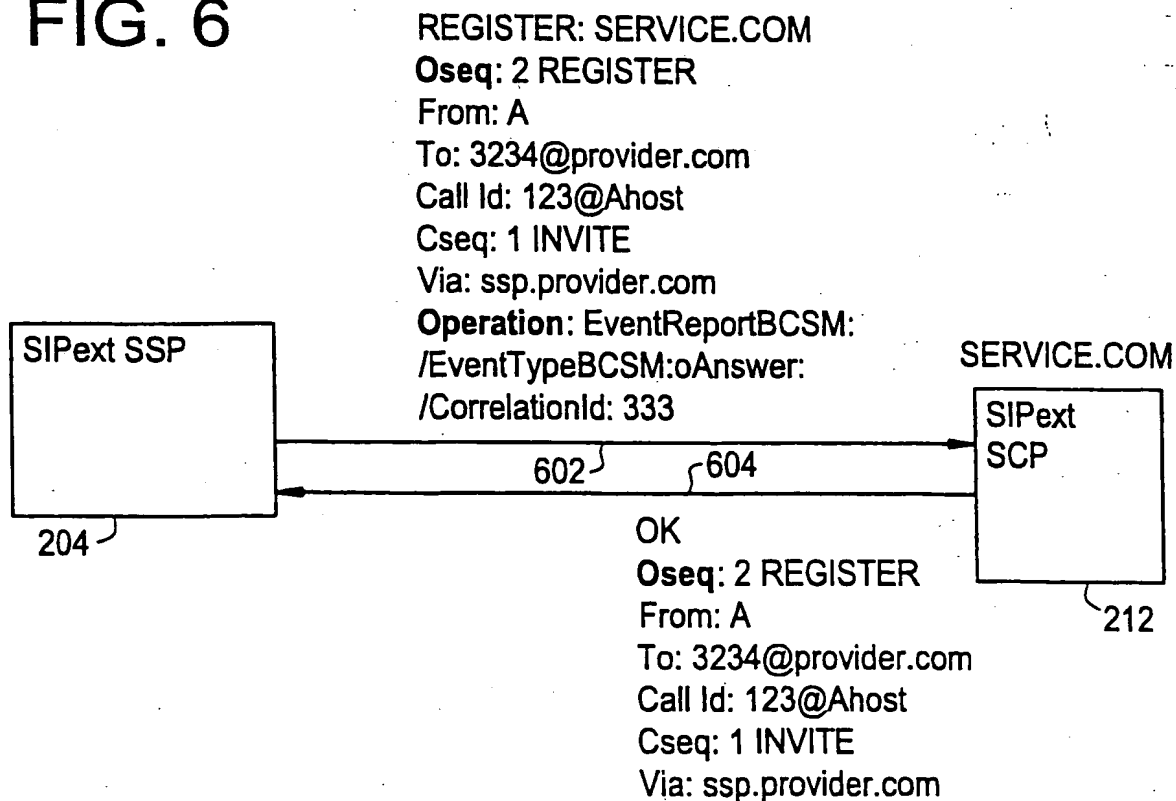 FIG. 6
REGISTER: SERVICE.COM
Oseq: 2 REGISTER
From: A
To: 3234@provider.com
Call Id: 123@Ahost
Cseq: 1 INVITE
Via: ssp.provider.com
Operation: EventReportBCSM:
/EventTypeBCSM:oAnswer:
/CorrelationId: 333
SIPext SSP
204
SERVICE.COM
SIPext
SCP
212
602
604
OK
Oseq: 2 REGISTER
From: A
To: 3234@provider.com
Call Id: 123@Ahost
Cseq: 1 INVITE
Via: ssp.provider.com